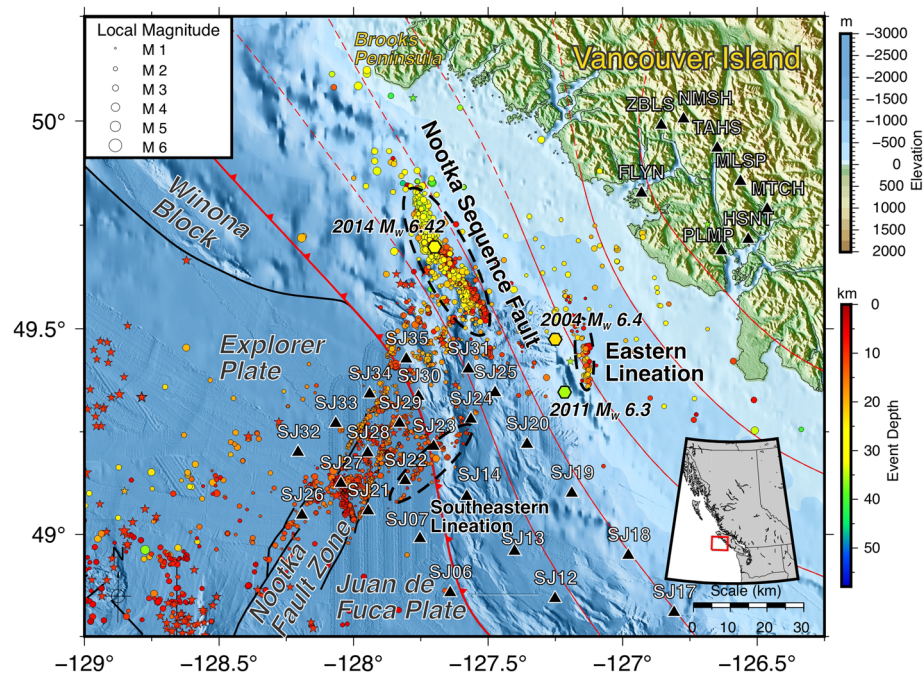 Local Magnitude
M 1
M 2
M 3
M 4
M 5
M 6
Brooks
Peninsula
Vancouver Island
ZBLS
NMSH
TAHS
MLSP
FLYN
MTCH
HSNT
PLMP
Winona
Block
Nootka Sequence Fault
2014 Mw 6.42
2004 Mw 6.4
Eastern
Lineation
2011 Mw 6.3
Explorer
Plate
SJ35
SJ31
SJ34
SJ30
SJ25
SJ33
SJ29
SJ24
SJ32
SJ28
SJ23
SJ20
SJ27
SJ22
SJ14
SJ19
SJ26
SJ21
Southeastern
Lineation
SJ07
SJ13
SJ18
Nootka
Fault Zone
Juan de
Fuca Plate
SJ06
SJ12
SJ17
N
Scale (km)
0 10 20 30
50°
49.5°
49°
−129° −128.5° −128° −127.5° −127° −126.5°
m
−3000
−2500
−2000
−1500
−1000
−500
0
500
1000
1500
2000
Elevation
km
0
10
20
30
40
50
Event Depth